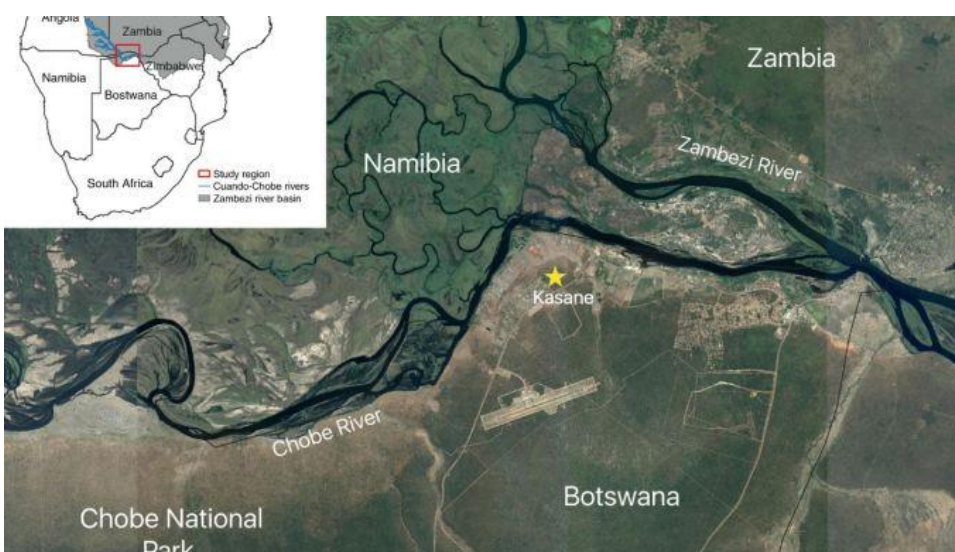 Angola
Zambia
Zimbabwe
Namibia
Bostwana
South Africa
Study region
Cuando-Chobe rivers
Zambezi river basin
Zambia
Namibia
Zambezi River
Kasane
Chobe River
Botswana
Chobe National
Park